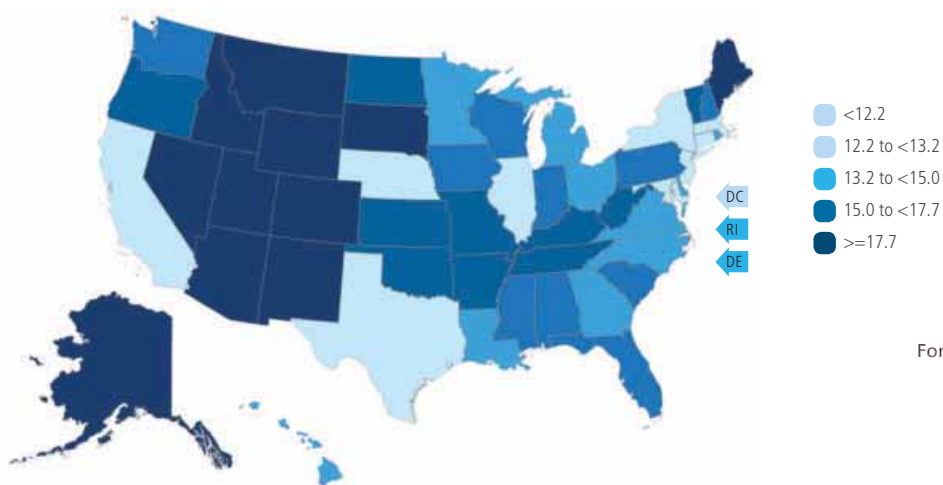 <12.2
12.2 to <13.2
13.2 to <15.0
15.0 to <17.7
>=17.7
DC
RI
DE
For